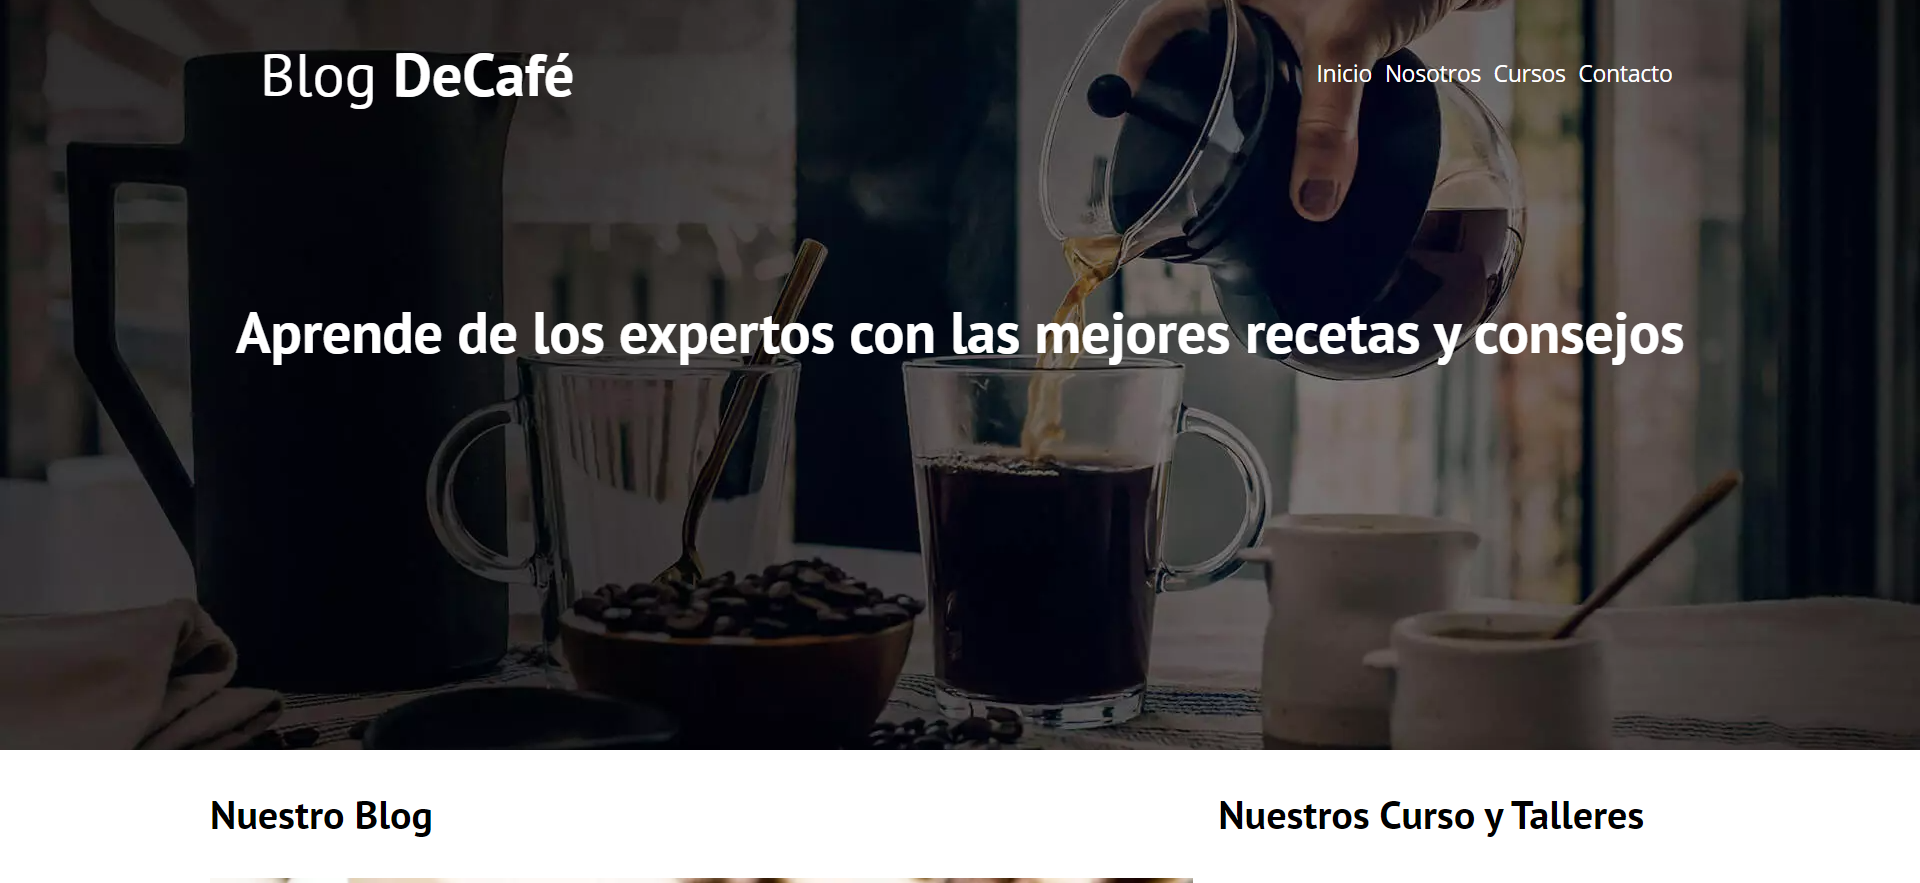 Blog DeCafé
Inicio Nosotros Cursos Contacto
Aprende de los expertos con las mejores recetas y consejos
Nuestro Blog
Nuestros Curso y Talleres